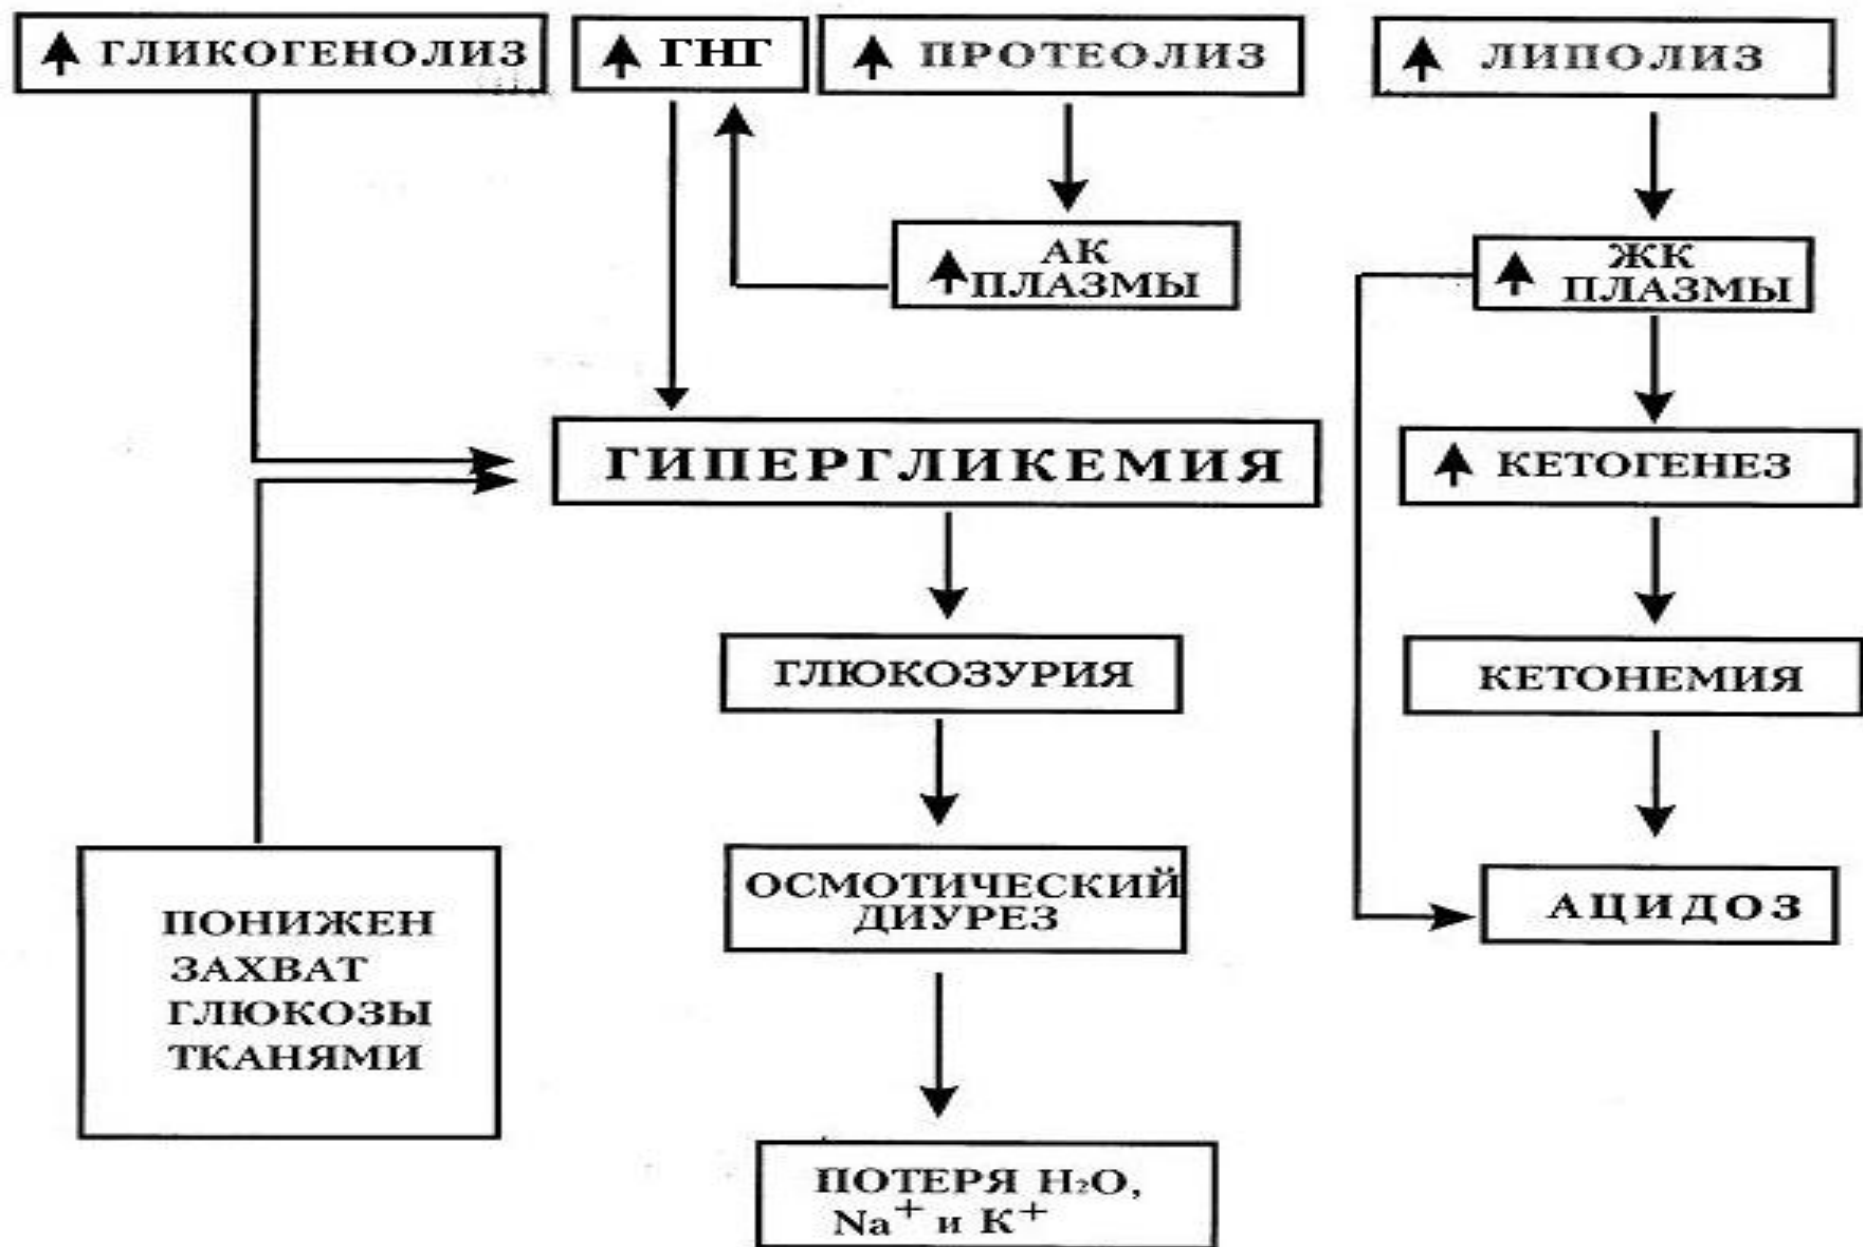 ГЛИКОГЕНОЛИЗ
ГНГ
ПРОТЕОЛИЗ
ЛИПОЛИЗ
АК
ПЛАЗМЫ
ЖК
ПЛАЗМЫ
ГИПЕРГЛИКЕМИЯ
КЕТОГЕНЕЗ
ГЛЮКОЗУРИЯ
КЕТОНЕМИЯ
ОСМОТИЧЕСКИЙ
ДИУРЕЗ
АЦИДОЗ
ПОНИЖЕН
ЗАХВАТ
ГЛЮКОЗЫ
ТКАНЯМИ
ПОТЕРЯ H₂O,
Na⁺ и K⁺